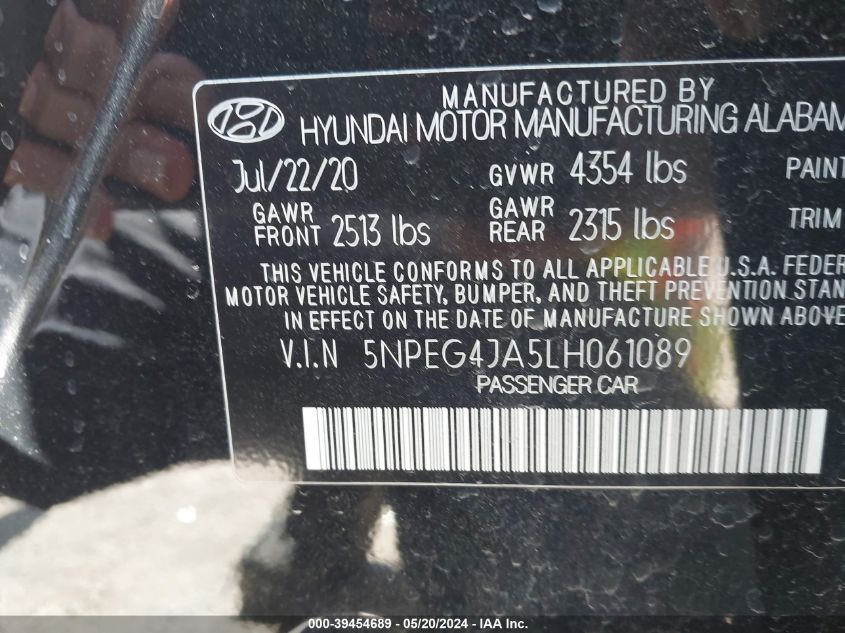 MANUFACTURED BY
HYUNDAI MOTOR MANUFACTURING ALABAM
Jul/22/20 GVWR 4354 lbs PAINT
GAWR FRONT 2513 lbs GAWR REAR 2315 lbs TRIM
THIS VEHICLE CONFORMS TO ALL APPLICABLE U.S.A. FEDER
MOTOR VEHICLE SAFETY, BUMPER, AND THEFT PREVENTION STAN
IN EFFECT ON THE DATE OF MANUFACTURE SHOWN ABOVE
V.I.N 5NPEG4JA5LH061089
PASSENGER CAR
000-39454689 - 05/20/2024 - IAA, Inc.